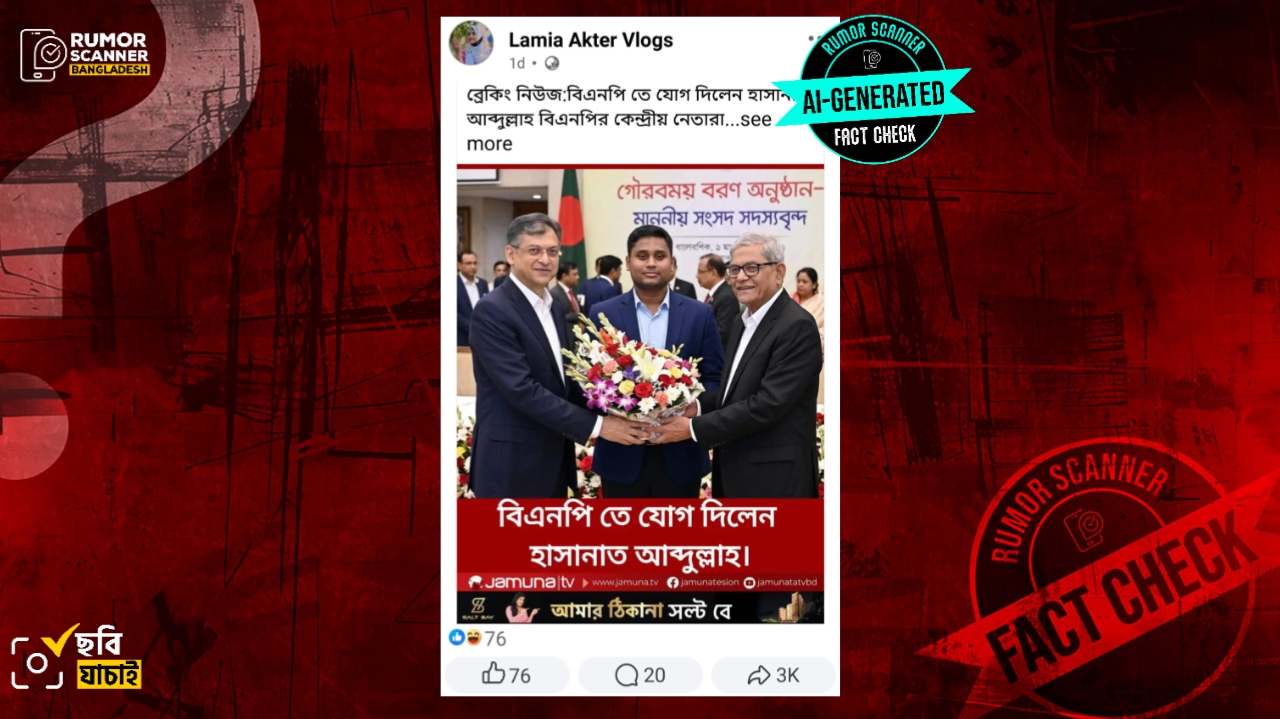 RUMOR
SCANNER
BANGLADESH
Lamia Akter Vlogs
1d
ব্রেকিং নিউজ:বিএনপি তে যোগ দিলেন
আব্দুল্লাহ বিএনপির কেন্দ্রীয় নেতারা...see
more
RUMOR SCANNER
AI-GENERATED
FACT CHECK
গৌরবময় বরণ অনুষ্ঠান-
মাননীয় সংসদ সদস্যবৃন্দ
বিএনপি তে যোগ দিলেন
হাসানাত আব্দুল্লাহ।
Jamuna|tv
www.jamuna.tv
jamunatesion
jamunatatvbd
SALT BAY
আমার ঠিকানা সল্ট বে
76
76
20
3K
ছবি
যাচাই
RUMOR SCANNER
FACT CHECK